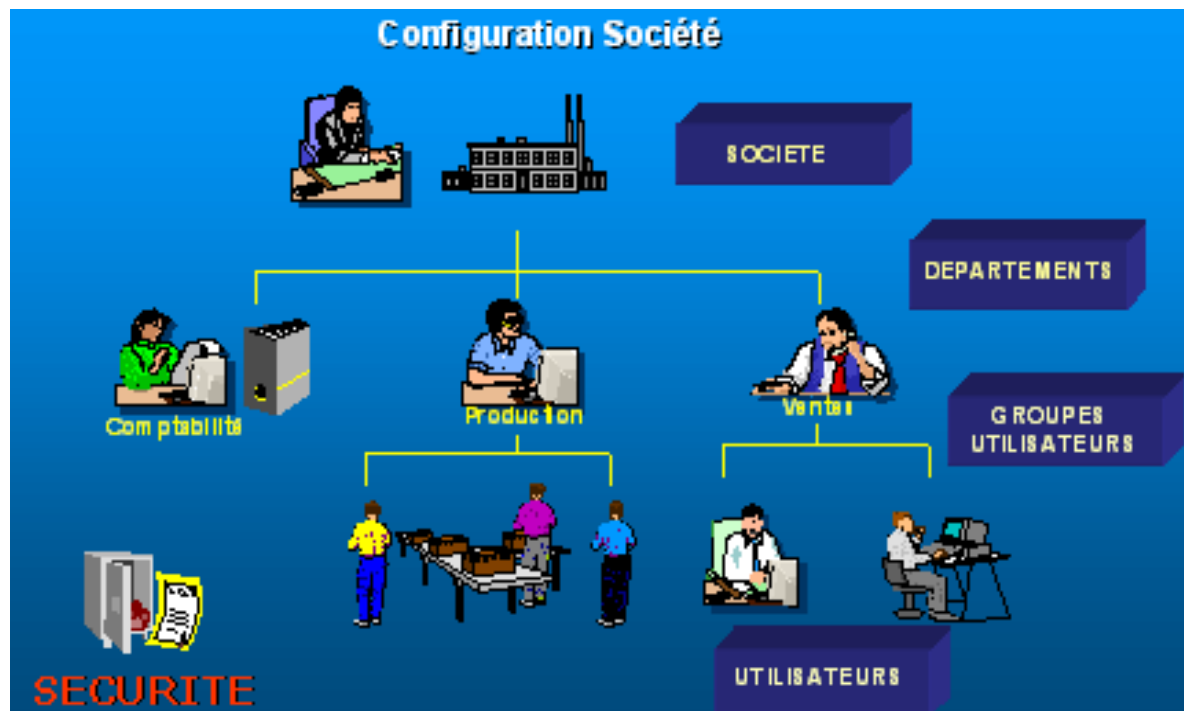 Configuration Société
SOCIETE
DEPARTEMENTS
Comptabilité
Production
Ventes
GROUPES
UTILISATEURS
SECURITE
UTILISATEURS